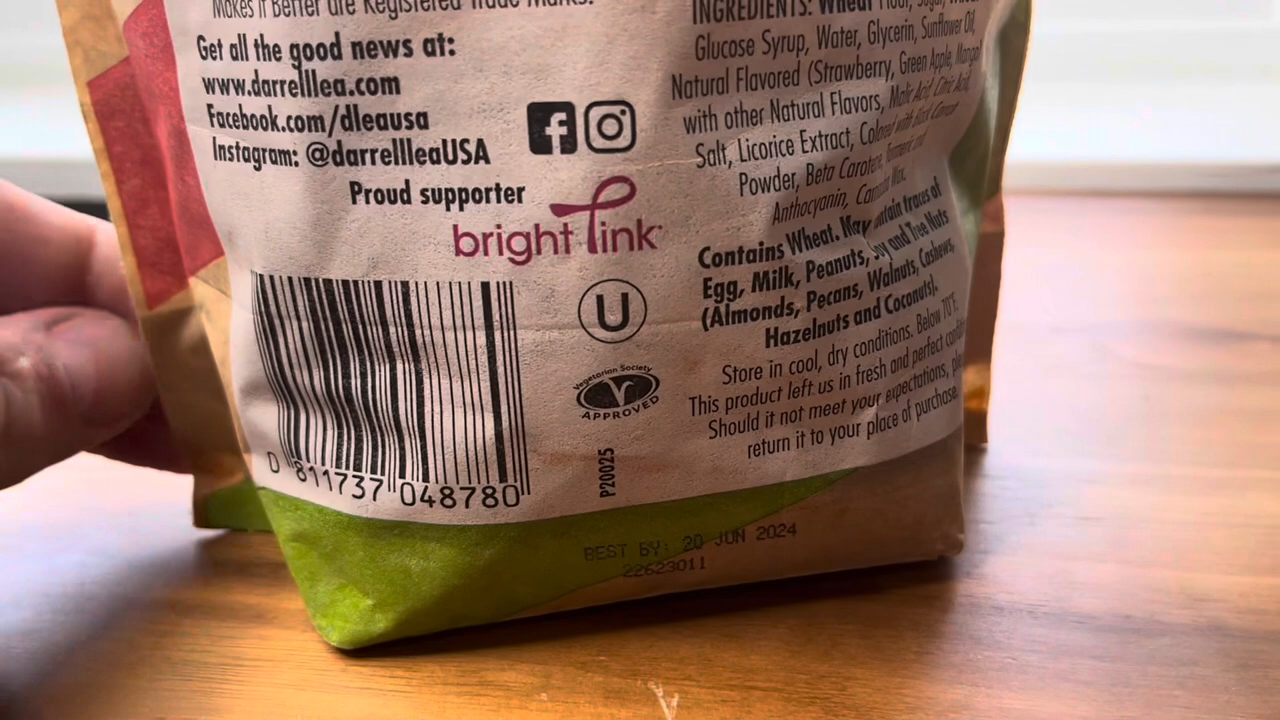 Makes it Better are Registered Trade Marks.
Get all the good news at:
www.darrelllea.com
Facebook.com/dleausa
Instagram: @darrellleaUSA
Proud supporter
bright pink
D 811737 048780
U
Vegetarian Society
APPROVED
P20025
INGREDIENTS: Wheat Flour, Sugar,
Glucose Syrup, Water, Glycerin, Sunflower Oil,
Natural Flavored (Strawberry, Green Apple, Mango)
with other Natural Flavors, Malic Acid, Citric Acid,
Salt, Licorice Extract, Colored with Black Carrot
Powder, Beta Carotene, Turmeric and
Anthocyanin, Carnauba Wax.
Contains Wheat. May contain traces of
Egg, Milk, Peanuts, Soy and Tree Nuts
(Almonds, Pecans, Walnuts, Cashews,
Hazelnuts and Coconuts).
Store in cool, dry conditions. Below 70°F.
This product left us in fresh and perfect
Should it not meet your expectations,
return it to your place of purchase.
BEST BY: 20 JUN 2024
22623011